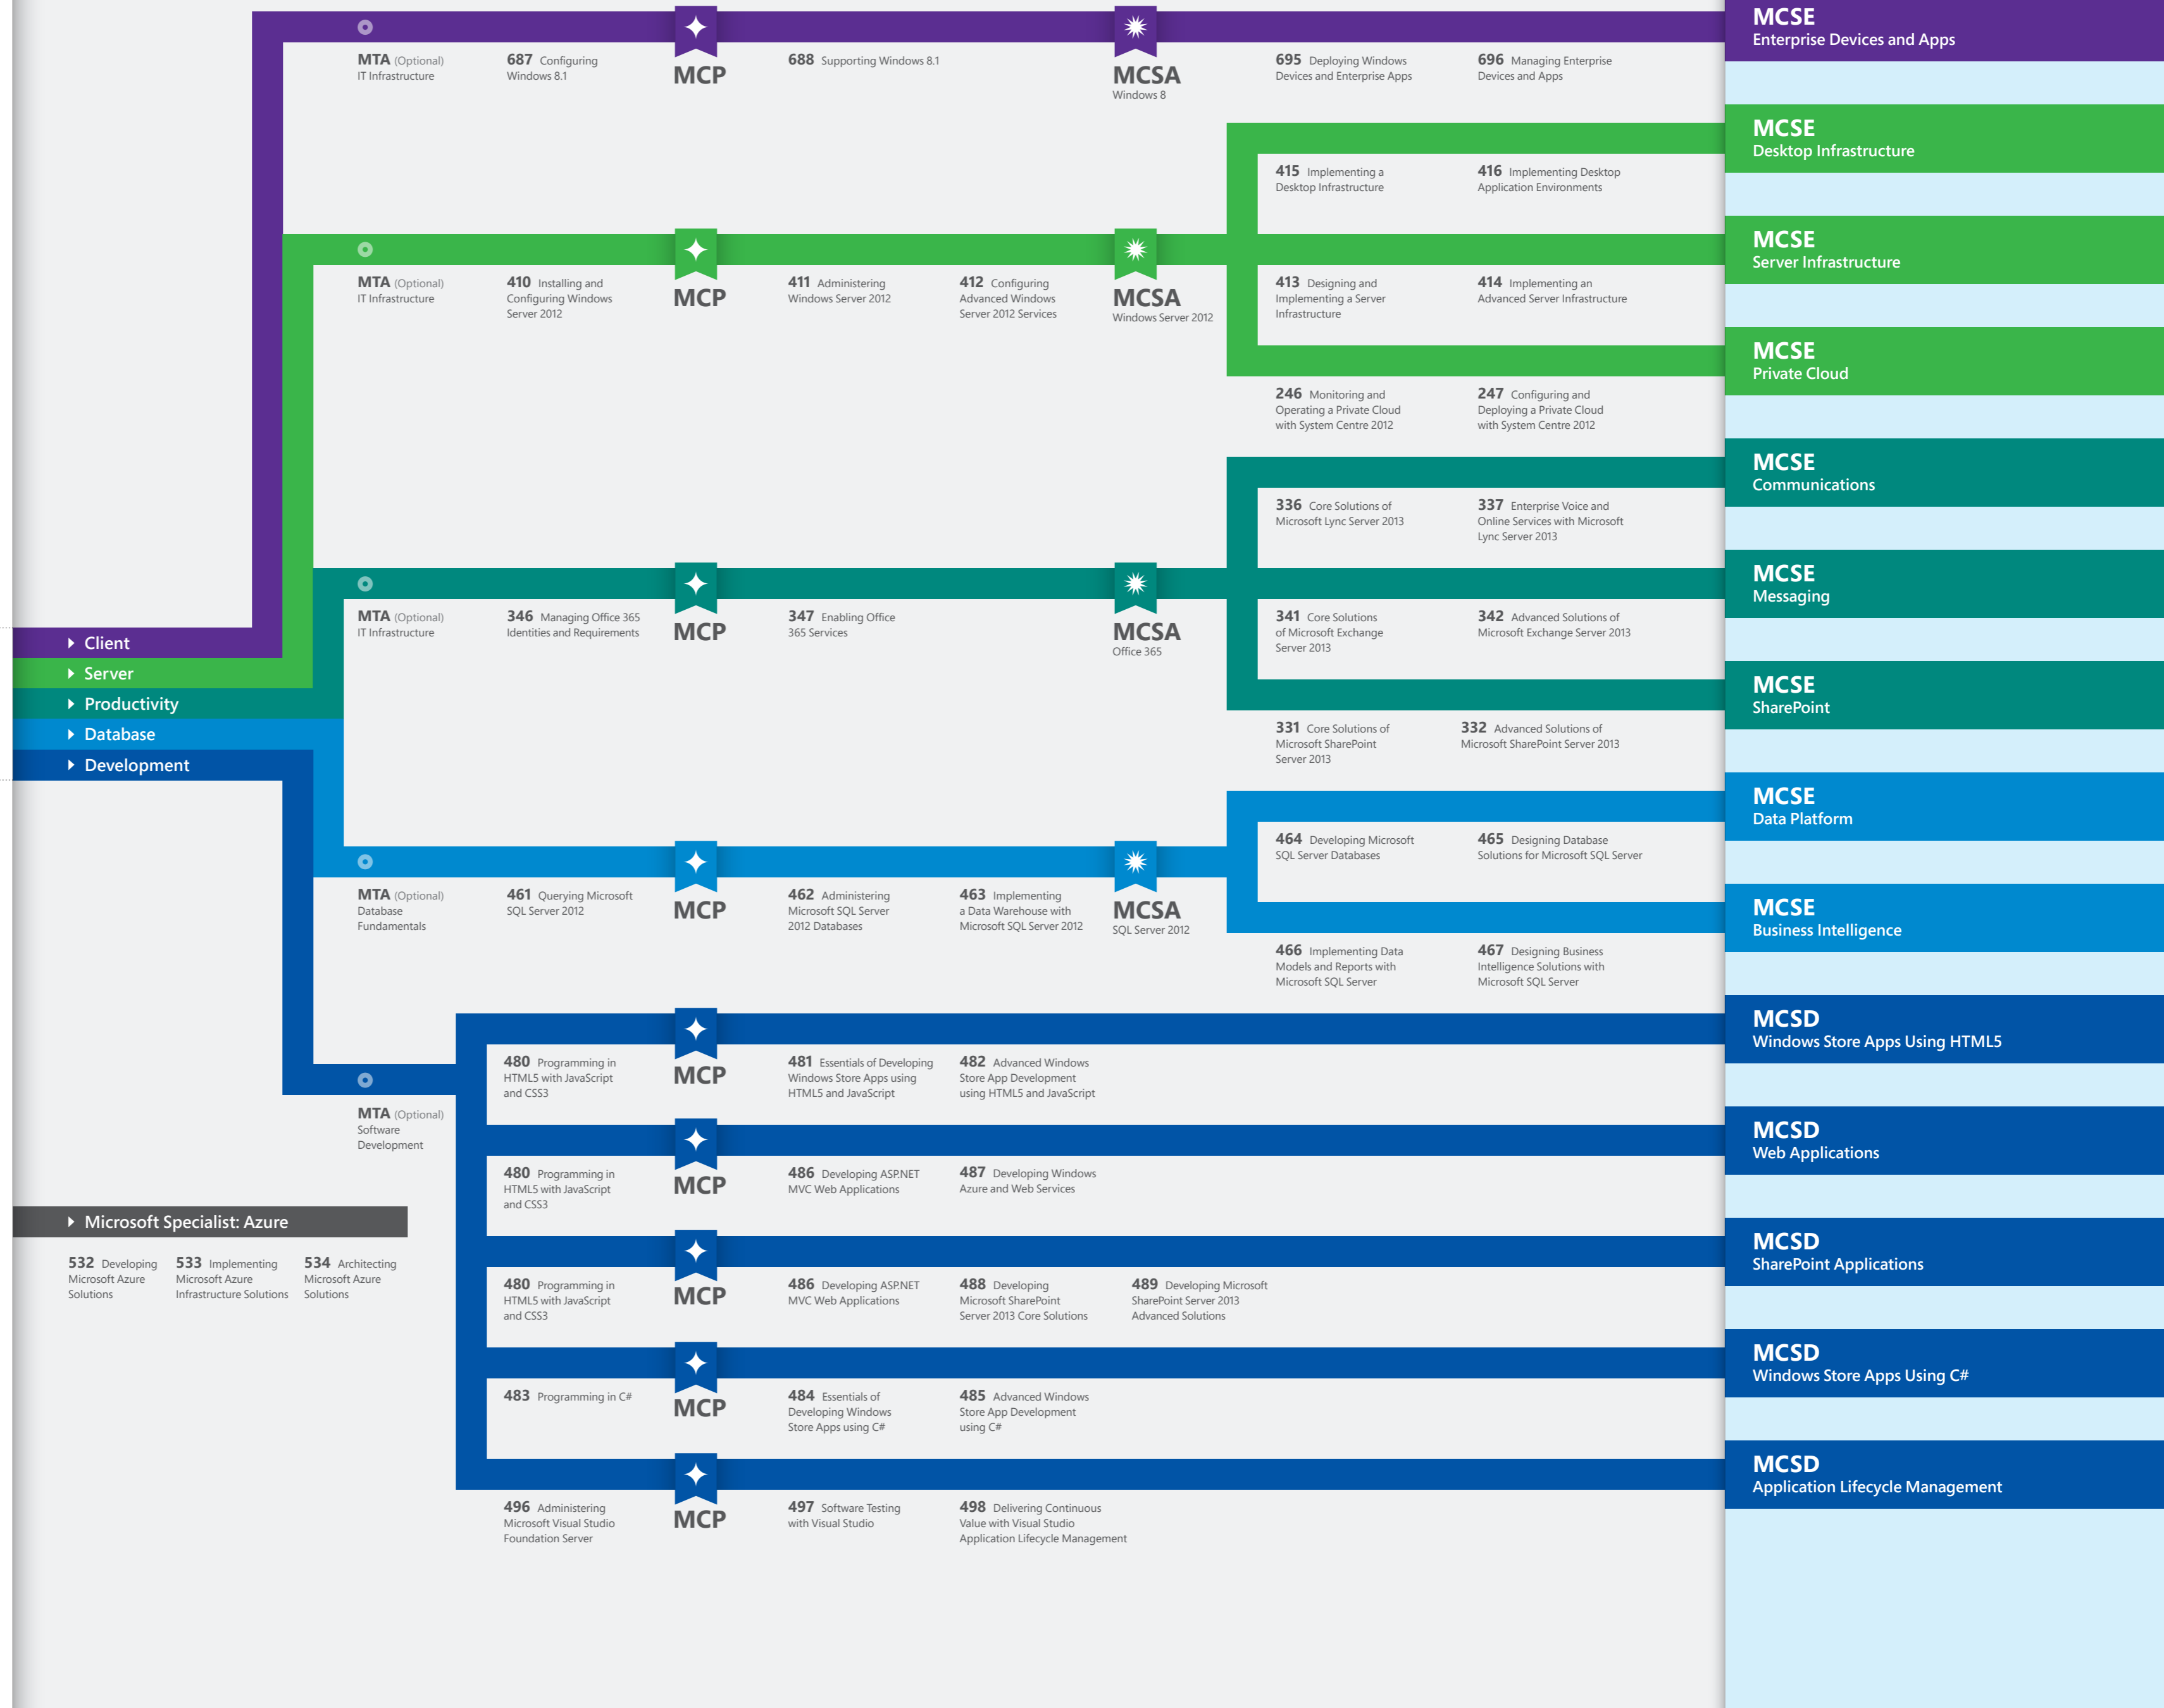 MCSE
Enterprise Devices and Apps
MTA (Optional)
IT Infrastructure
687 Configuring
Windows 8.1
MCP
688 Supporting Windows 8.1
MCSA
Windows 8
695 Deploying Windows
Devices and Enterprise Apps
696 Managing Enterprise
Devices and Apps
MCSE
Desktop Infrastructure
415 Implementing a
Desktop Infrastructure
416 Implementing Desktop
Application Environments
MCSE
Server Infrastructure
MTA (Optional)
IT Infrastructure
410 Installing and
Configuring Windows
Server 2012
MCP
411 Administering
Windows Server 2012
412 Configuring
Advanced Windows
Server 2012 Services
MCSA
Windows Server 2012
413 Designing and
Implementing a Server
Infrastructure
414 Implementing an
Advanced Server Infrastructure
MCSE
Private Cloud
246 Monitoring and
Operating a Private Cloud
with System Centre 2012
247 Configuring and
Deploying a Private Cloud
with System Centre 2012
MCSE
Communications
336 Core Solutions of
Microsoft Lync Server 2013
337 Enterprise Voice and
Online Services with Microsoft
Lync Server 2013
MCSE
Messaging
MTA (Optional)
IT Infrastructure
346 Managing Office 365
Identities and Requirements
MCP
347 Enabling Office
365 Services
MCSA
Office 365
341 Core Solutions
of Microsoft Exchange
Server 2013
342 Advanced Solutions of
Microsoft Exchange Server 2013
Client
Server
Productivity
Database
Development
MCSE
SharePoint
331 Core Solutions of
Microsoft SharePoint
Server 2013
332 Advanced Solutions of
Microsoft SharePoint Server 2013
MCSE
Data Platform
464 Developing Microsoft
SQL Server Databases
465 Designing Database
Solutions for Microsoft SQL Server
MTA (Optional)
Database
Fundamentals
461 Querying Microsoft
SQL Server 2012
MCP
462 Administering
Microsoft SQL Server
2012 Databases
463 Implementing
a Data Warehouse with
Microsoft SQL Server 2012
MCSA
SQL Server 2012
MCSE
Business Intelligence
466 Implementing Data
Models and Reports with
Microsoft SQL Server
467 Designing Business
Intelligence Solutions with
Microsoft SQL Server
MCSD
Windows Store Apps Using HTML5
MTA (Optional)
Software
Development
480 Programming in
HTML5 with JavaScript
and CSS3
MCP
481 Essentials of Developing
Windows Store Apps using
HTML5 and JavaScript
482 Advanced Windows
Store App Development
using HTML5 and JavaScript
MCSD
Web Applications
480 Programming in
HTML5 with JavaScript
and CSS3
MCP
486 Developing ASP.NET
MVC Web Applications
487 Developing Windows
Azure and Web Services
Microsoft Specialist: Azure
532 Developing
Microsoft Azure
Solutions
533 Implementing
Microsoft Azure
Infrastructure Solutions
534 Architecting
Microsoft Azure
Solutions
MCSD
SharePoint Applications
480 Programming in
HTML5 with JavaScript
and CSS3
MCP
486 Developing ASP.NET
MVC Web Applications
488 Developing
Microsoft SharePoint
Server 2013 Core Solutions
489 Developing Microsoft
SharePoint Server 2013
Advanced Solutions
MCSD
Windows Store Apps Using C#
483 Programming in C#
MCP
484 Essentials of
Developing Windows
Store Apps using C#
485 Advanced Windows
Store App Development
using C#
MCSD
Application Lifecycle Management
496 Administering
Microsoft Visual Studio
Foundation Server
MCP
497 Software Testing
with Visual Studio
498 Delivering Continuous
Value with Visual Studio
Application Lifecycle Management